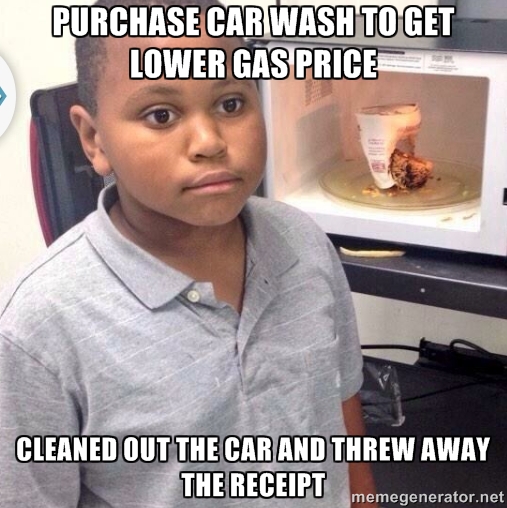 PURCHASE CAR WASH TO GET
LOWER GAS PRICE
CLEANED OUT THE CAR AND THREW AWAY
THE RECEIPT
memegenerator.net